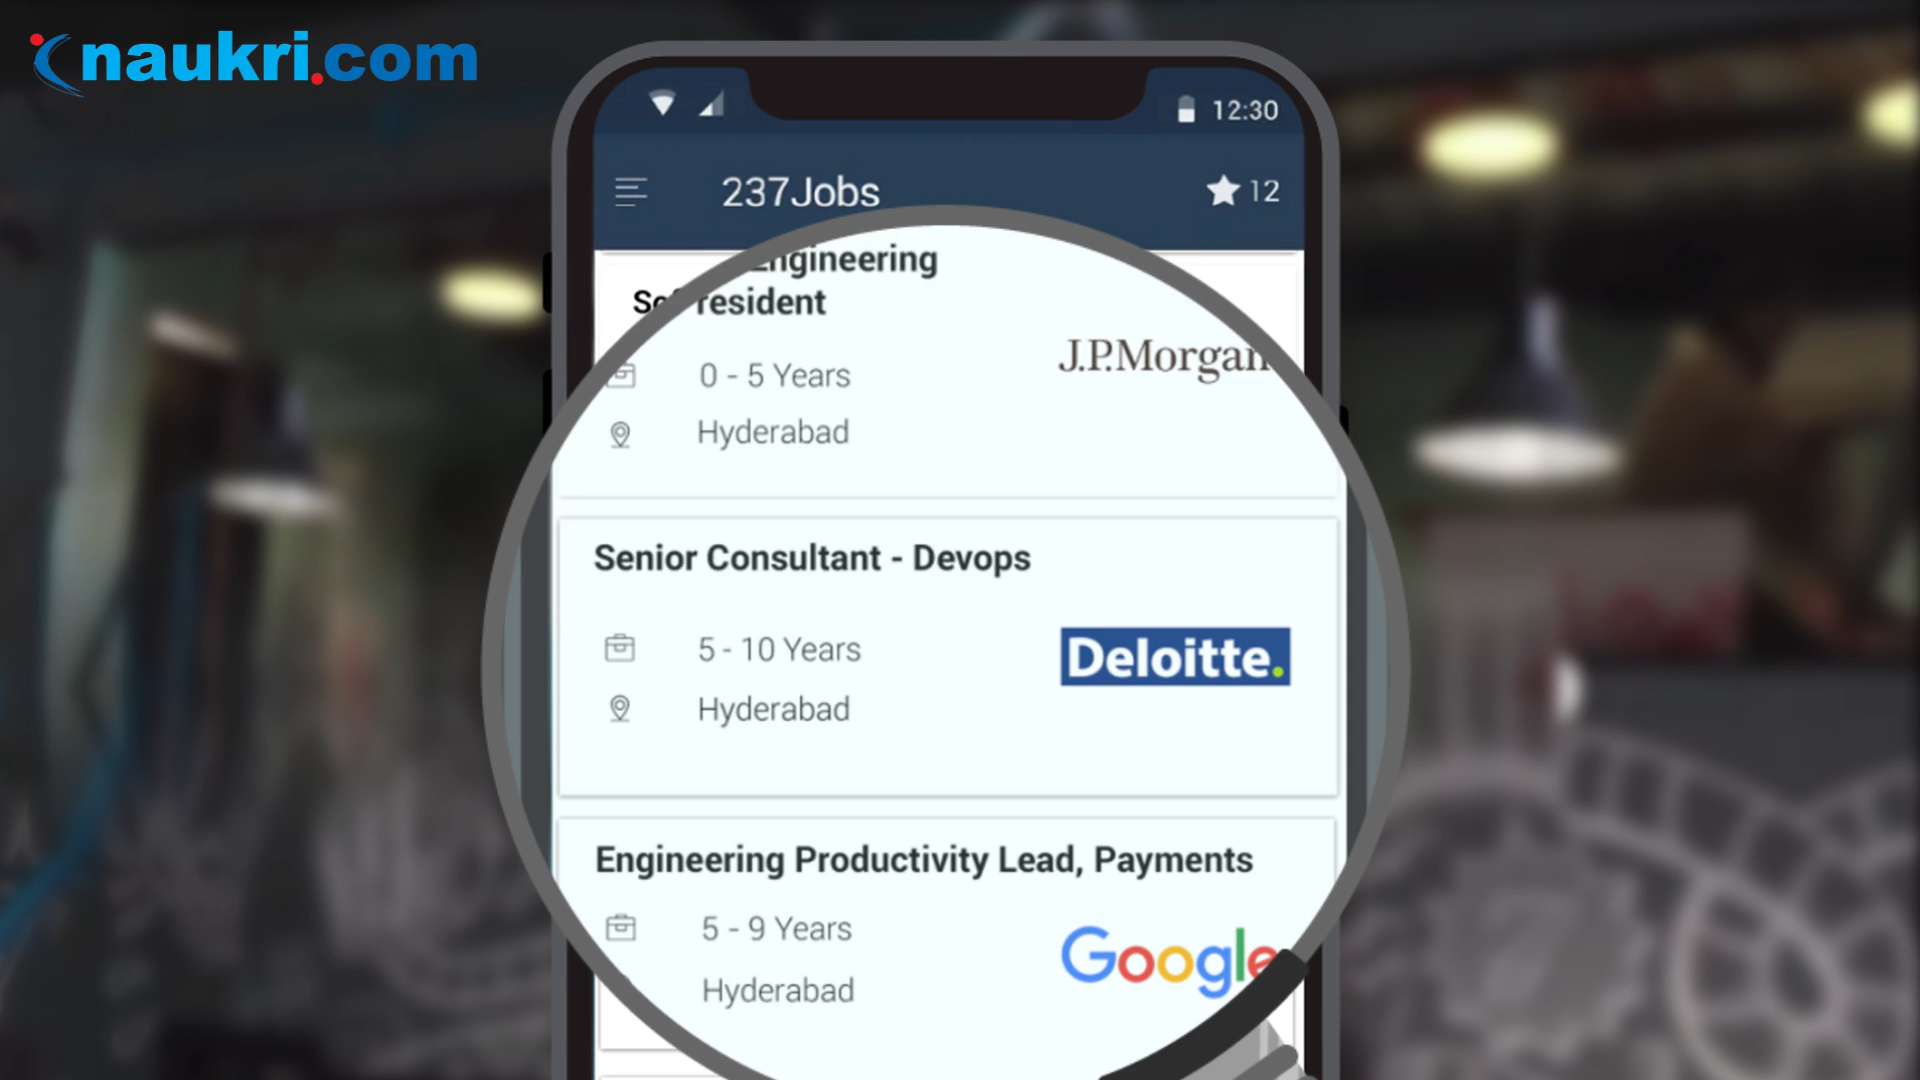 naukri.com
12:30
237Jobs
12
Engineering
resident
0 - 5 Years
J.P.Morgan
Hyderabad
Senior Consultant - Devops
5 - 10 Years
Deloitte.
Hyderabad
Engineering Productivity Lead, Payments
5 - 9 Years
Google
Hyderabad